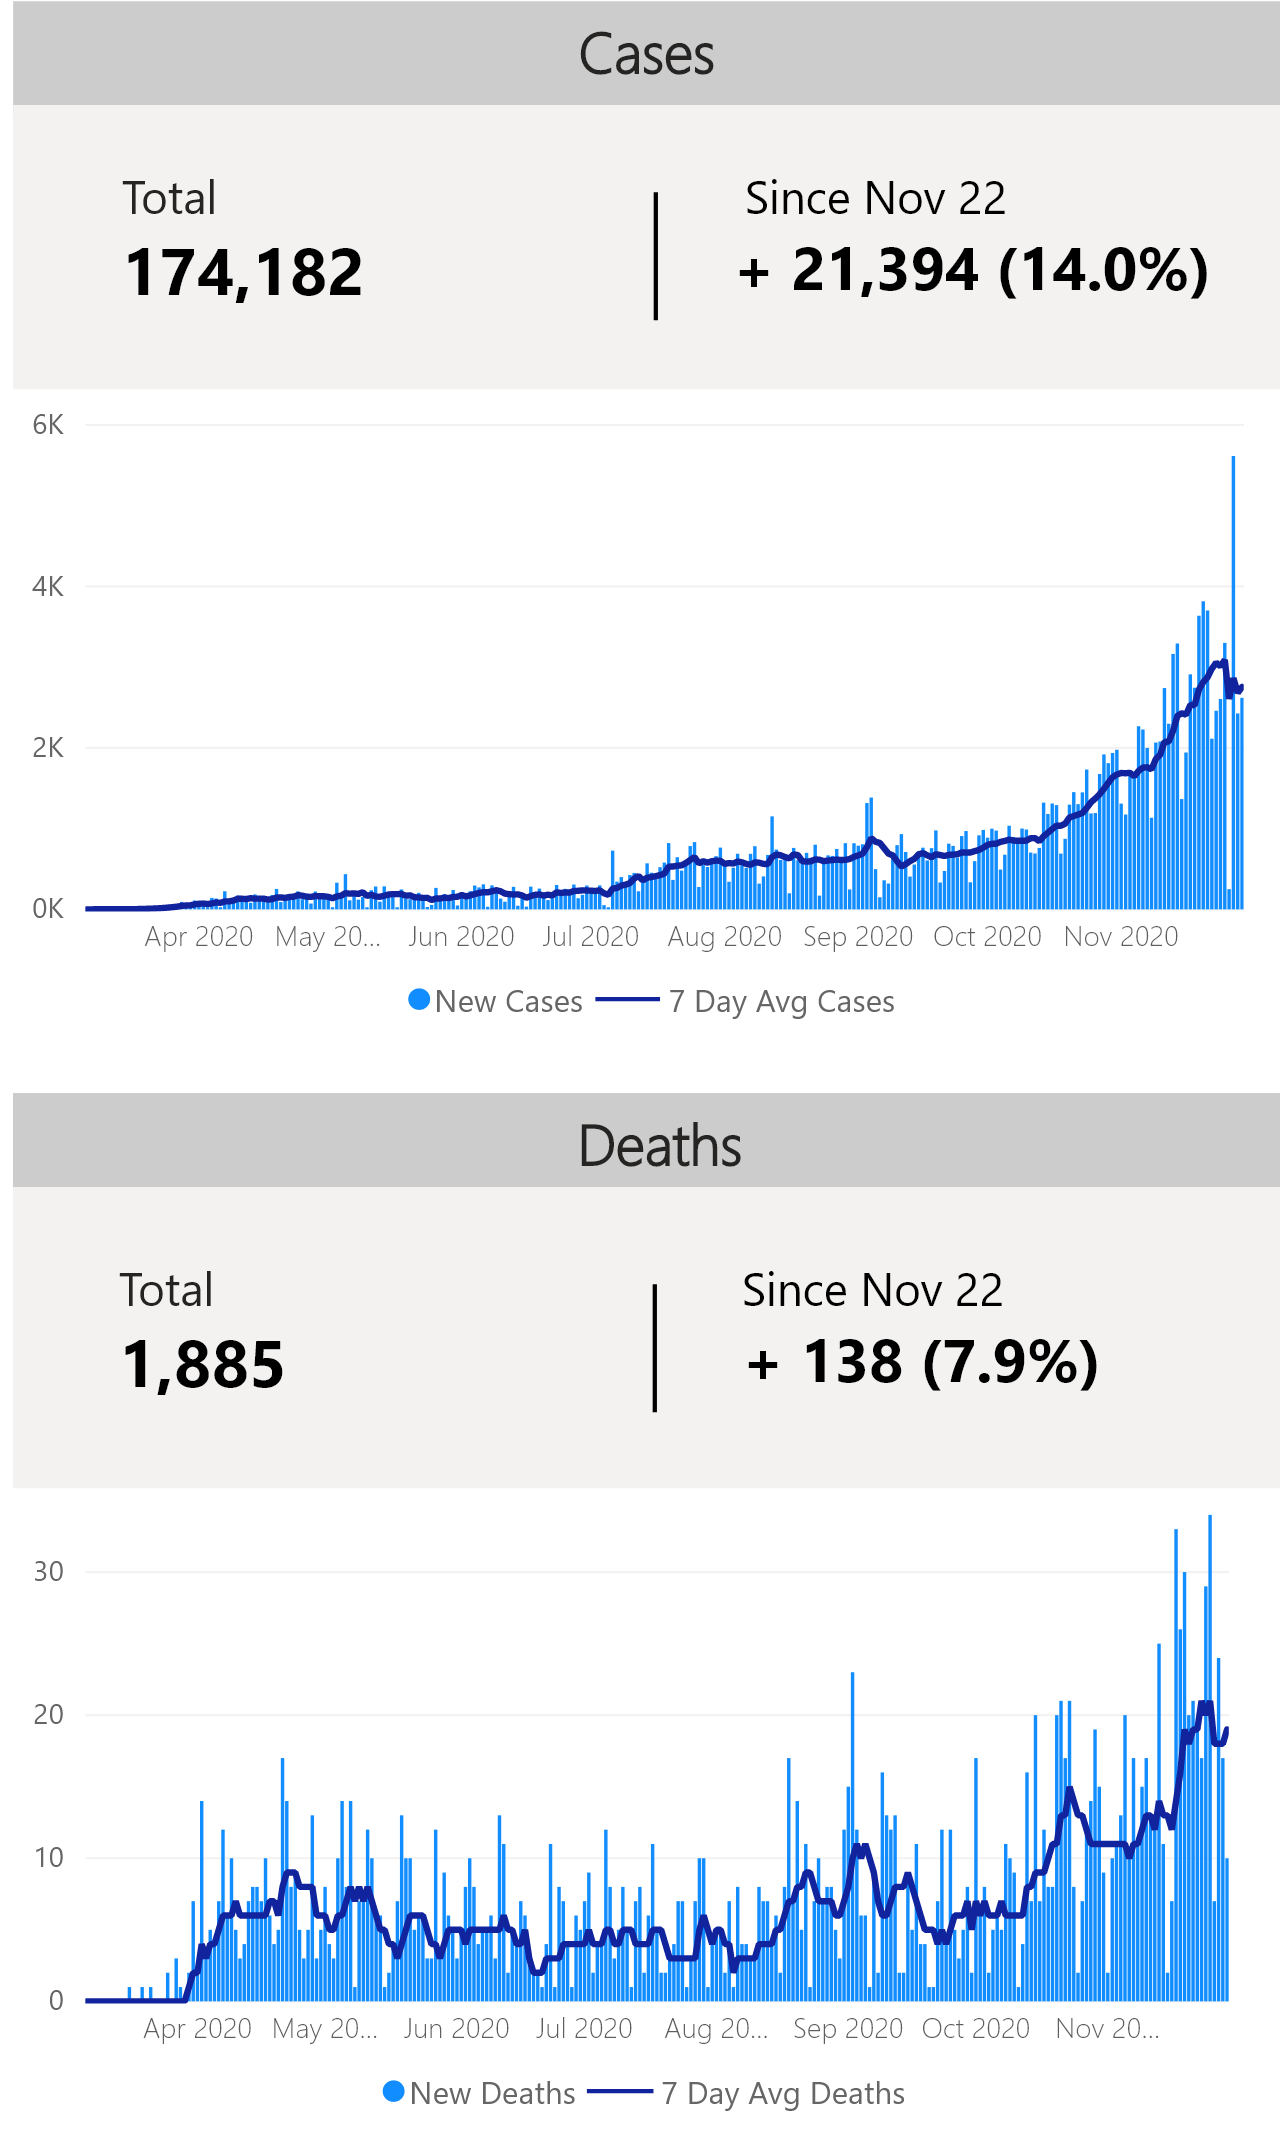 Cases
Total
Since Nov 22
174,182
+ 21,394 (14.0%)
6K
4K
2K
0K
Apr 2020 May 20... Jun 2020 Jul 2020 Aug 2020 Sep 2020 Oct 2020 Nov 2020
New Cases 7 Day Avg Cases
Deaths
Total
Since Nov 22
1,885
+ 138 (7.9%)
30
20
10
0
Apr 2020 May 20... Jun 2020 Jul 2020 Aug 20... Sep 2020 Oct 2020 Nov 20...
New Deaths 7 Day Avg Deaths